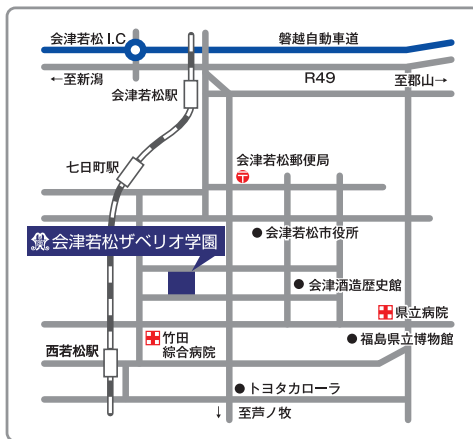 会津若松 I.C
磐越自動車道
←至新潟
R49
至郡山→
会津若松駅
七日町駅
会津若松郵便局
会津若松ザベリオ学園
会津若松市役所
会津酒造歴史館
県立病院
竹田
綜合病院
福島県立博物館
西若松駅
トヨタカローラ
↓至芦ノ牧